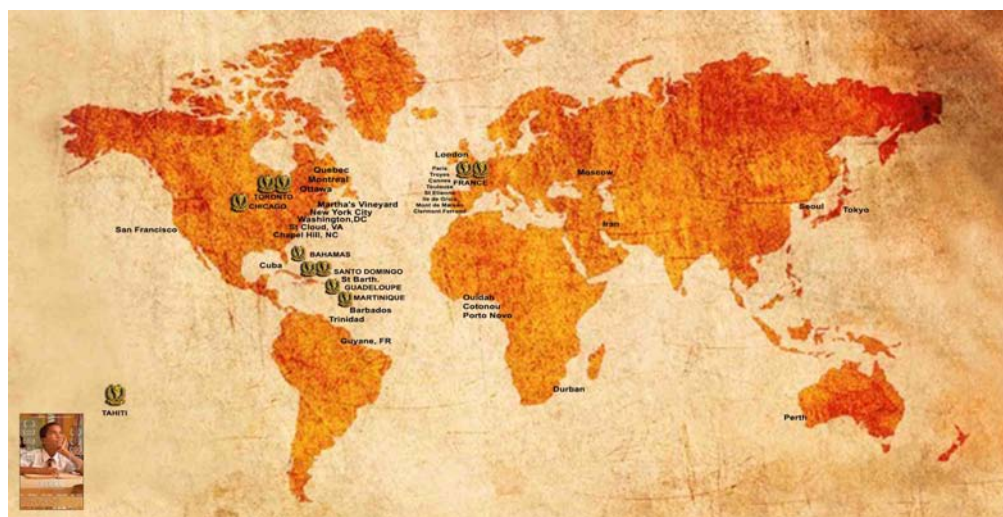 London
Quebec
Montreal
Ottawa
TORONTO
CHICAGO
Martha's Vineyard
New York City
Washington,DC
St Cloud, VA
Chapel Hill, NC
San Francisco
BAHAMAS
Cuba
SANTO DOMINGO
St Barth.
GUADELOUPE
MARTINIQUE
Barbados
Trinidad
Guyane, FR
TAHITI
Paris
Troyes
Cannes
Toulouse
St Etienne
Ile de Groix
Mont de Marsan
Clermont Ferrand
FRANCE
Moscow
Iran
Seoul
Tokyo
Ouidah
Cotonou
Porto Novo
Durban
Perth